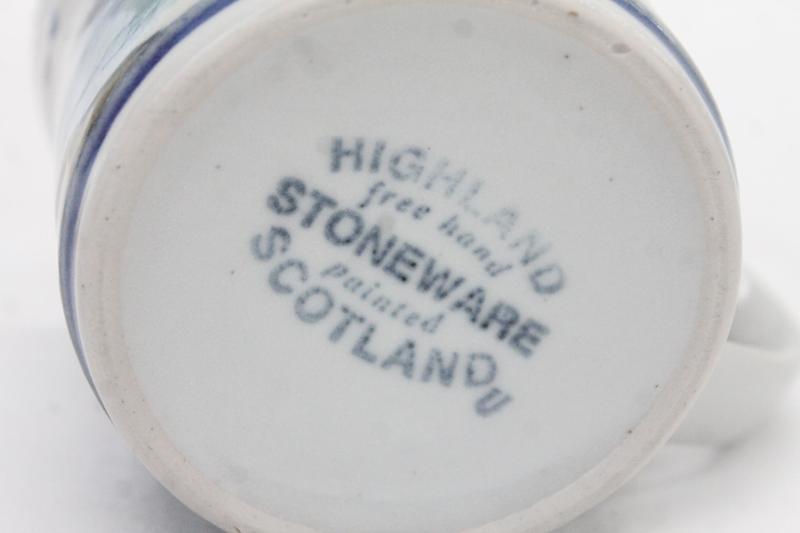 HIGHLAND
free hand
STONEWARE
painted
SCOTLAND
U